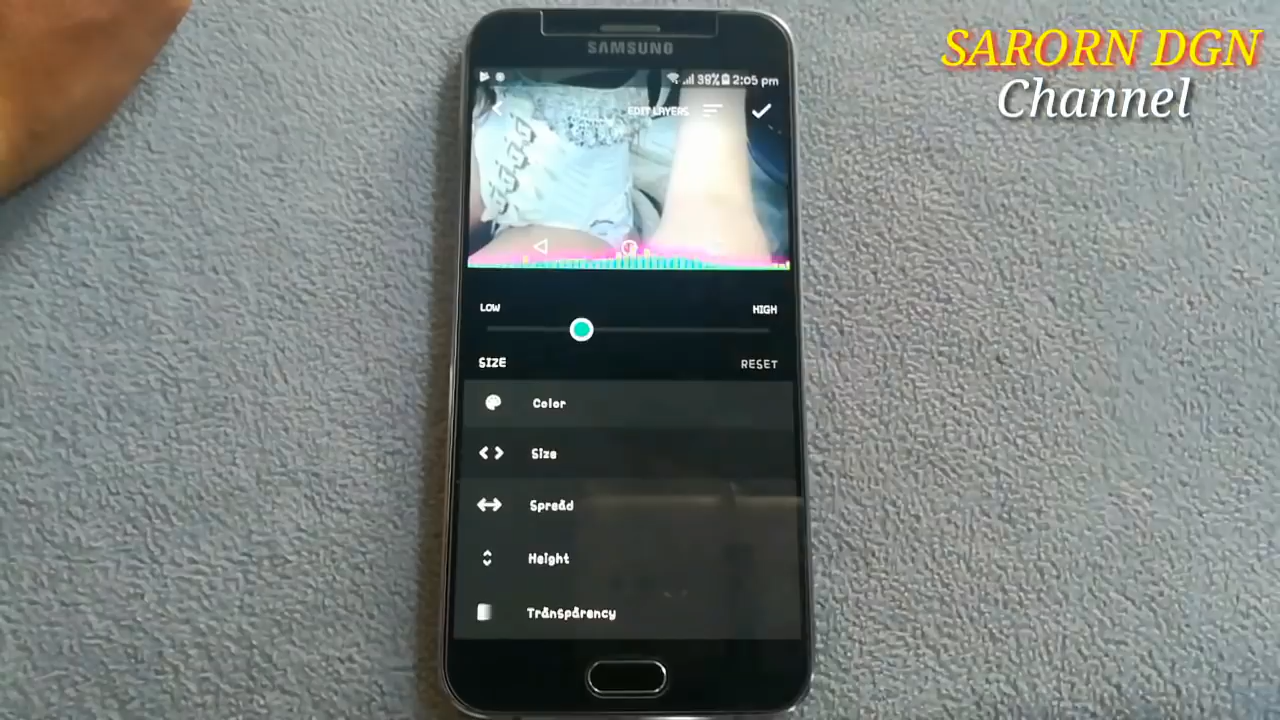 SARORN DGN
Channel
SAMSUNG
39% 2:05 pm
EDIT LAYERS
LOW
HIGH
SIZE
RESET
Color
Size
Spread
Height
Transparency